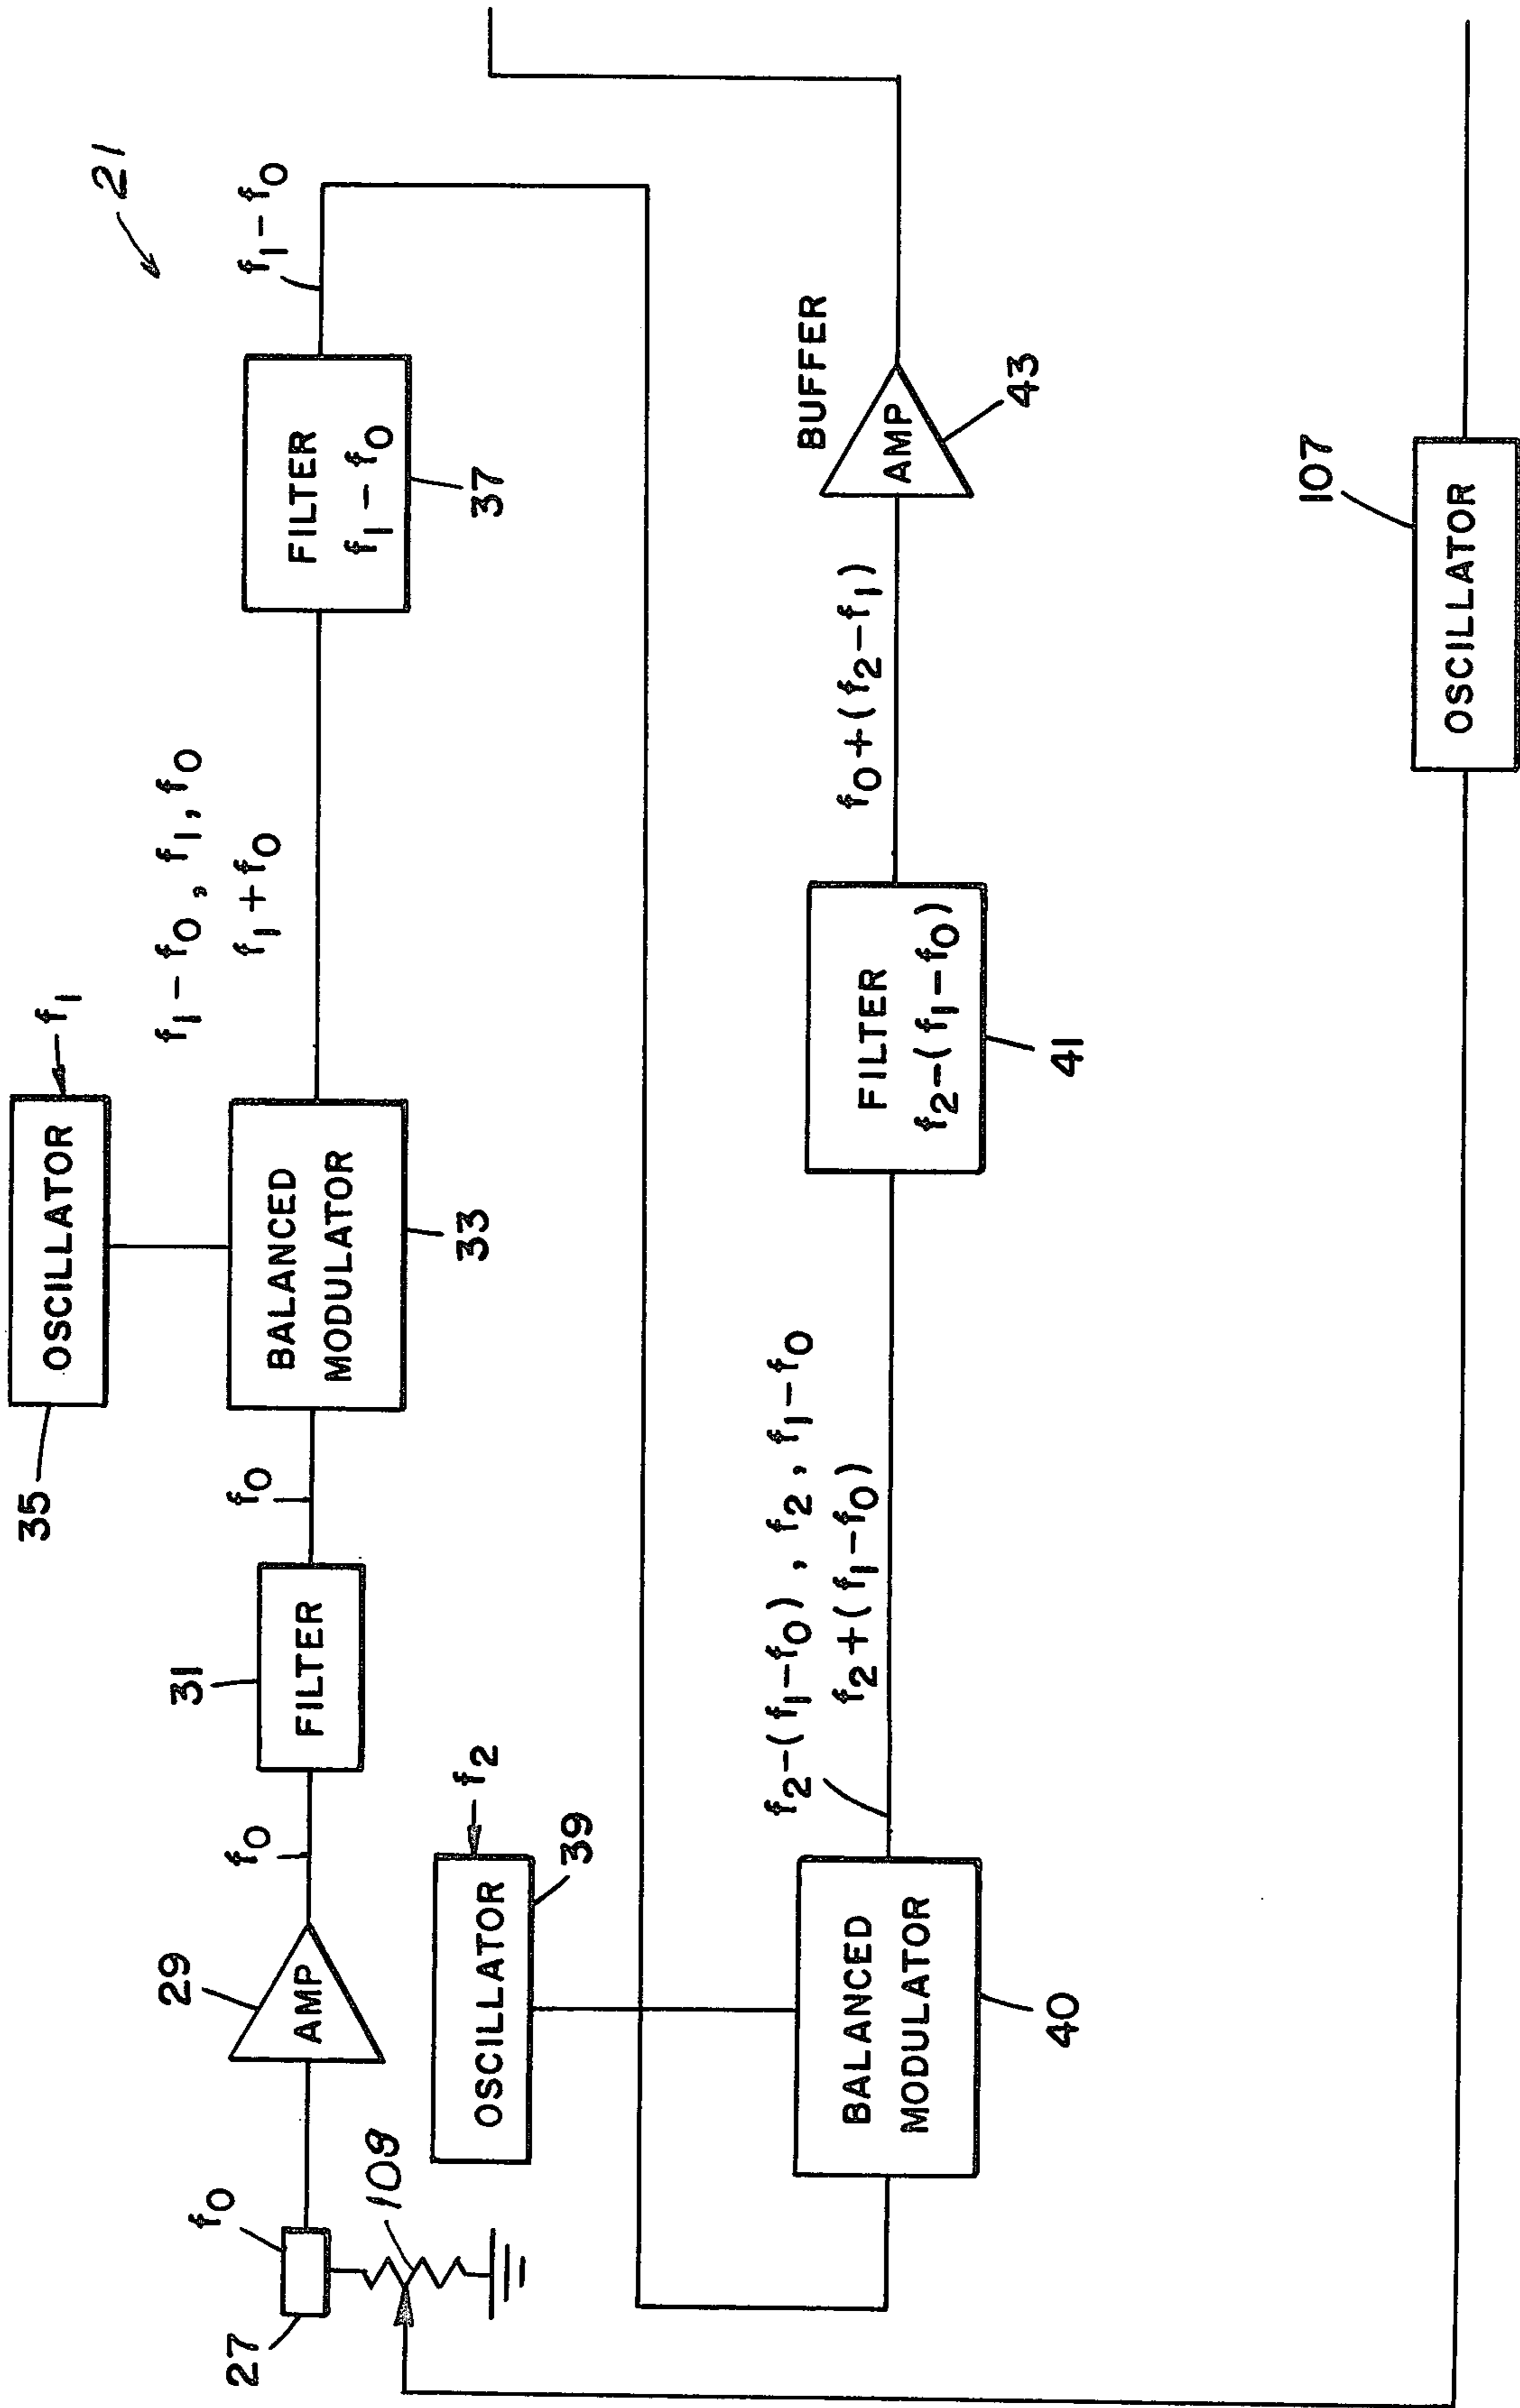 21
35
OSCILLATOR
f1
27
f0
108
29
AMP
f0
31
FILTER
f0
BALANCED
MODULATOR
33
f1-f0, f1, f0
f1+f0
FILTER
f1-f0
37
f1-f0
OSCILLATOR
f2
39
BALANCED
MODULATOR
40
f2-(f1-f0), f2, f1-f0
f2+(f1-f0)
FILTER
f2-(f1-f0)
41
f0+(f2-f1)
BUFFER
AMP
43
107
OSCILLATOR